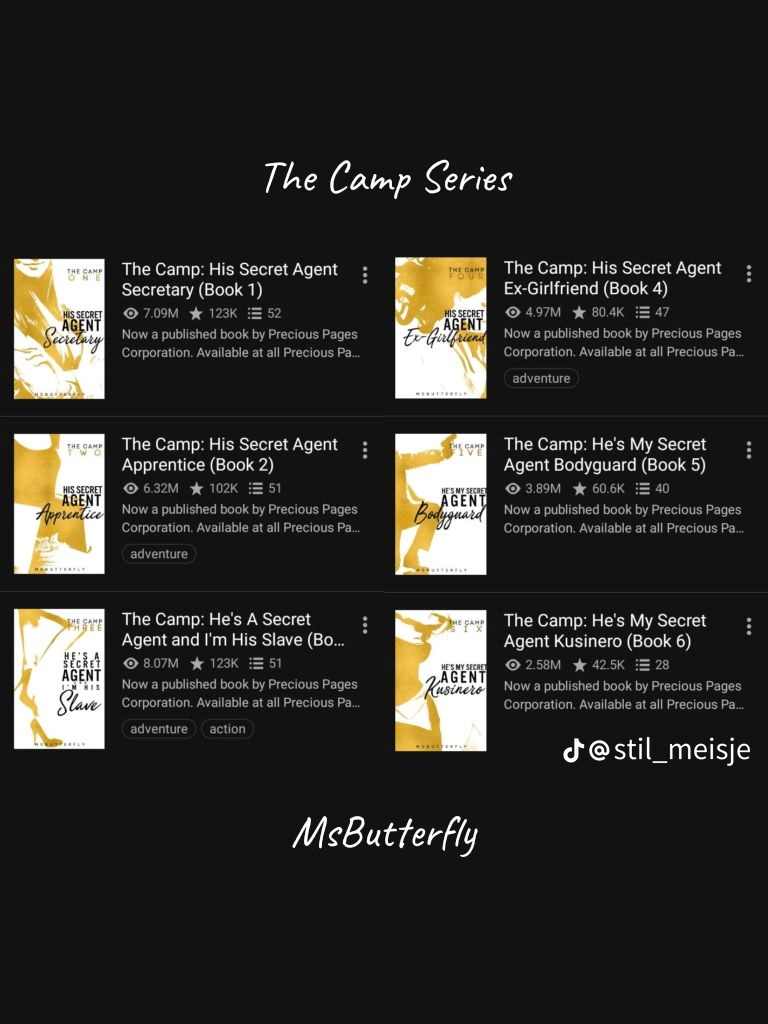 The Camp Series
THE CAMP
ONE
HIS SECRET
AGENT
Secretary
MSBUTTERFLY
The Camp: His Secret Agent
Secretary (Book 1)
7.09M 123K 52
Now a published book by Precious Pages
Corporation. Available at all Precious Pa...
THE CAMP
TWO
HIS SECRET
AGENT
Apprentice
MSBUTTERFLY
The Camp: His Secret Agent
Apprentice (Book 2)
6.32M 102K 51
Now a published book by Precious Pages
Corporation. Available at all Precious Pa...
adventure
THE CAMP
THREE
HE'S A
SECRET
AGENT
I'M HIS
Slave
MSBUTTERFLY
The Camp: He's A Secret
Agent and I'm His Slave (Bo...
8.07M 123K 51
Now a published book by Precious Pages
Corporation. Available at all Precious Pa...
adventure action
THE CAMP
FOUR
HIS SECRET
AGENT
Ex-Girlfriend
MSBUTTERFLY
The Camp: His Secret Agent
Ex-Girlfriend (Book 4)
4.97M 80.4K 47
Now a published book by Precious Pages
Corporation. Available at all Precious Pa...
adventure
THE CAMP
FIVE
HE'S MY SECRET
AGENT
Bodyguard
MSBUTTERFLY
The Camp: He's My Secret
Agent Bodyguard (Book 5)
3.89M 60.6K 40
Now a published book by Precious Pages
Corporation. Available at all Precious Pa...
THE CAMP
SIX
HE'S MY SECRET
AGENT
Kusinero
MSBUTTERFLY
The Camp: He's My Secret
Agent Kusinero (Book 6)
2.58M 42.5K 28
Now a published book by Precious Pages
Corporation. Available at all Precious Pa...
@stil_meisje
MsButterfly